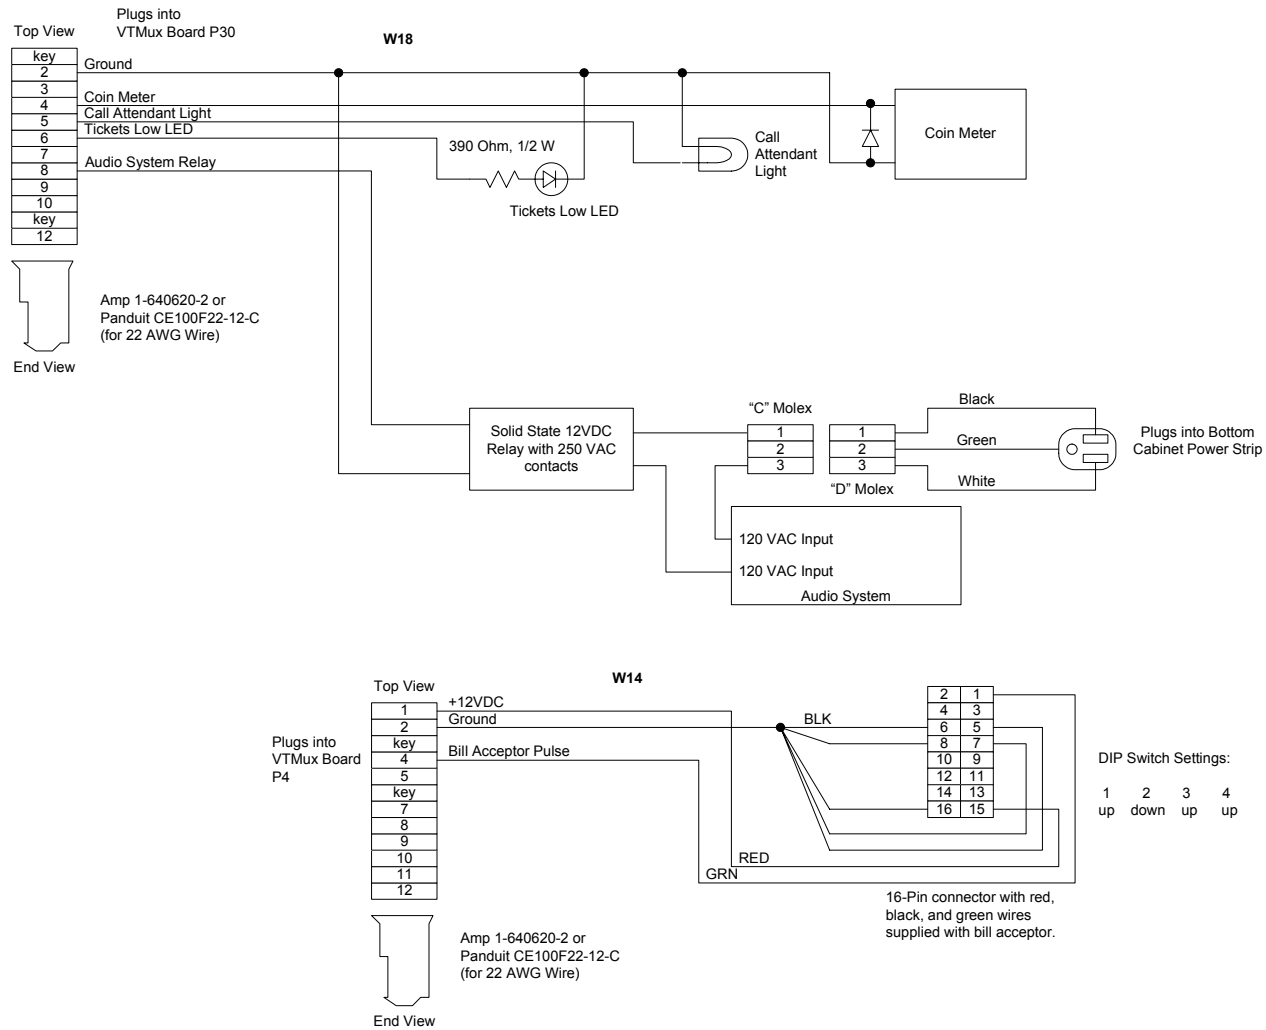 Plugs into
VTMux Board P30
Top View
W18
key
2
3
4
5
6
7
8
9
10
key
12
Ground
Coin Meter
Call Attendant Light
Tickets Low LED
Audio System Relay
390 Ohm, 1/2 W
Tickets Low LED
Call
Attendant
Light
Coin Meter
Amp 1-640620-2 or
Panduit CE100F22-12-C
(for 22 AWG Wire)
End View
Solid State 12VDC
Relay with 250 VAC
contacts
“C” Molex
1
2
3
1
2
3
“D” Molex
Black
Green
White
Plugs into Bottom
Cabinet Power Strip
120 VAC Input
120 VAC Input
Audio System
W14
Top View
1
2
key
4
5
key
7
8
9
10
11
12
Plugs into
VTMux Board
P4
+12VDC
Ground
Bill Acceptor Pulse
BLK
RED
GRN
2 1
4 3
6 5
8 7
10 9
12 11
14 13
16 15
DIP Switch Settings:
1 2 3 4
up down up up
16-Pin connector with red,
black, and green wires
supplied with bill acceptor.
Amp 1-640620-2 or
Panduit CE100F22-12-C
(for 22 AWG Wire)
End View